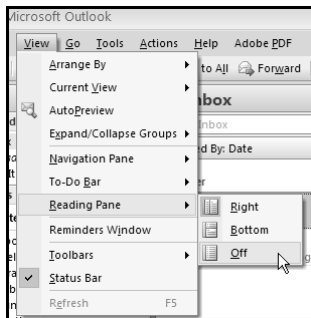 Microsoft Outlook
View Go Tools Actions Help Adobe PDF
Arrange By to All Forward
Current View
AutoPreview
Expand/Collapse Groups Inbox
Navigation Pane ed By: Date
To-Do Bar
Reading Pane Right
Reminders Window Bottom
Toolbars Off
Status Bar
Refresh F5